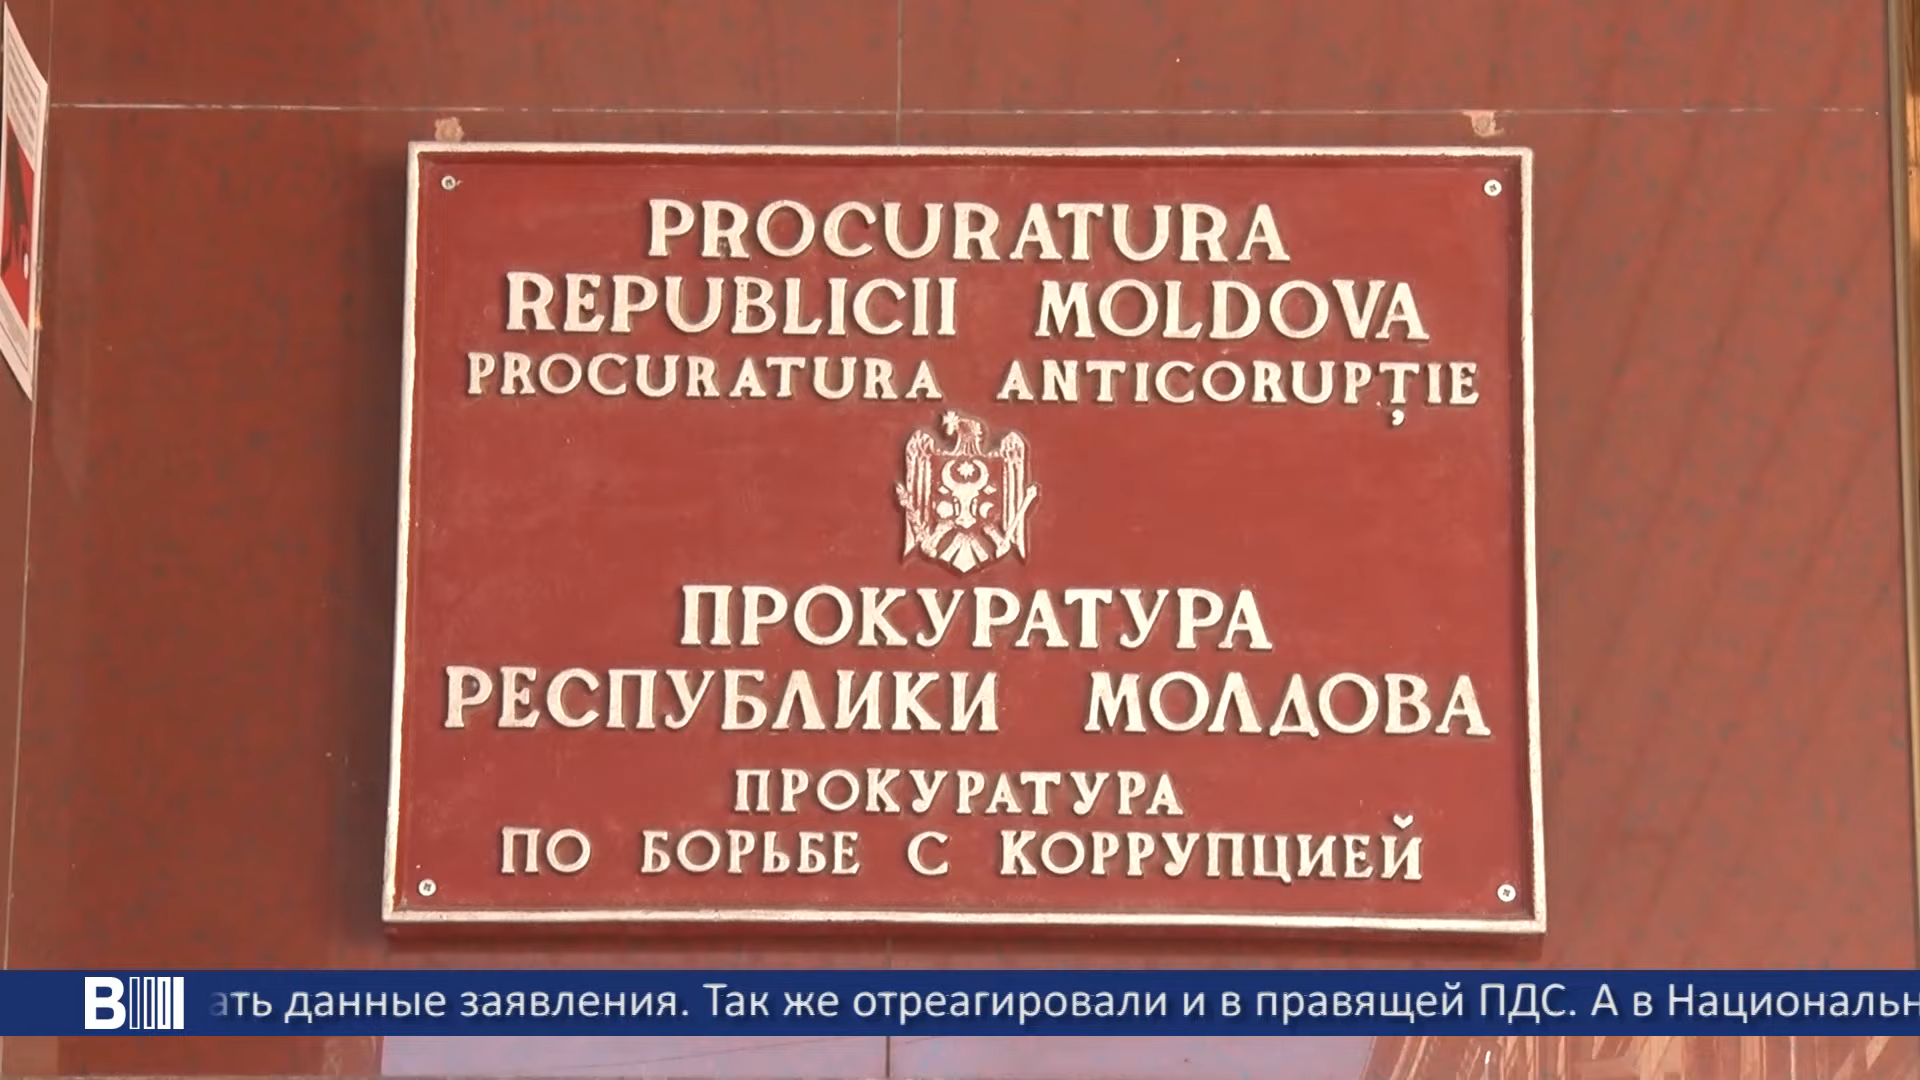 PROCURATURA
REPUBLICII MOLDOVA
PROCURATURA ANTICORUPȚIE
ПРОКУРАТУРА
РЕСПУБЛИКИ МОЛДОВА
ПРОКУРАТУРА
ПО БОРЬБЕ С КОРРУПЦИЕЙ
ать данные заявления. Так же отреагировали и в правящей ПДС. А в Национальн